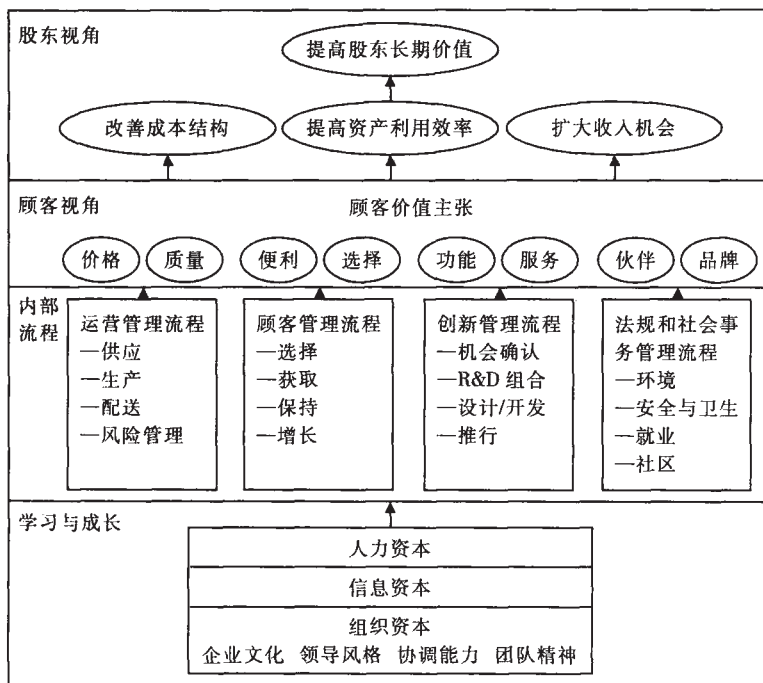 股东视角
提高股东长期价值
改善成本结构
提高资产利用效率
扩大收入机会
顾客视角
顾客价值主张
价格
质量
便利
选择
功能
服务
伙伴
品牌
内部
流程
运营管理流程
—供应
—生产
—配送
—风险管理
顾客管理流程
—选择
—获取
—保持
—增长
创新管理流程
—机会确认
—R&D 组合
—设计/开发
—推行
法规和社会事
务管理流程
—环境
—安全与卫生
—就业
—社区
学习与成长
人力资本
信息资本
组织资本
企业文化 领导风格 协调能力 团队精神